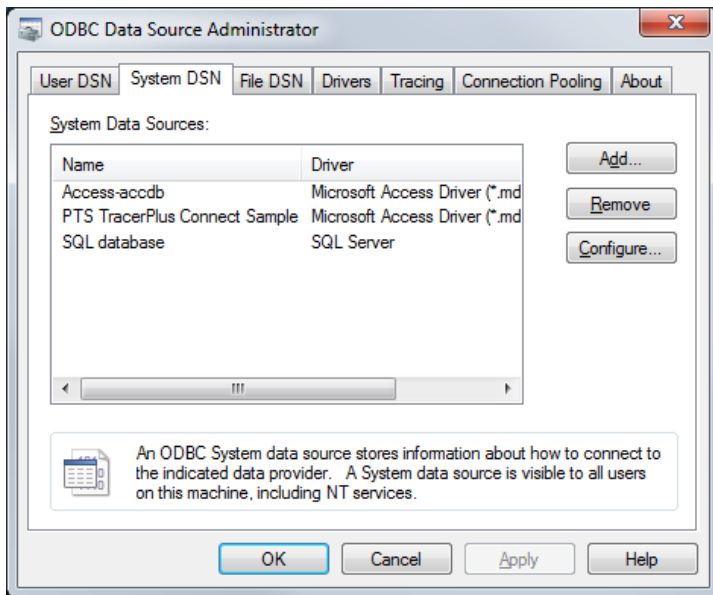 ODBC Data Source Administrator
User DSN System DSN File DSN Drivers Tracing Connection Pooling About
System Data Sources:
Name Driver
Access-accdb Microsoft Access Driver (*.md
PTS TracerPlus Connect Sample Microsoft Access Driver (*.md
SQL database SQL Server
Add...
Remove
Configure...
An ODBC System data source stores information about how to connect to
the indicated data provider. A System data source is visible to all users
on this machine, including NT services.
OK Cancel Apply Help